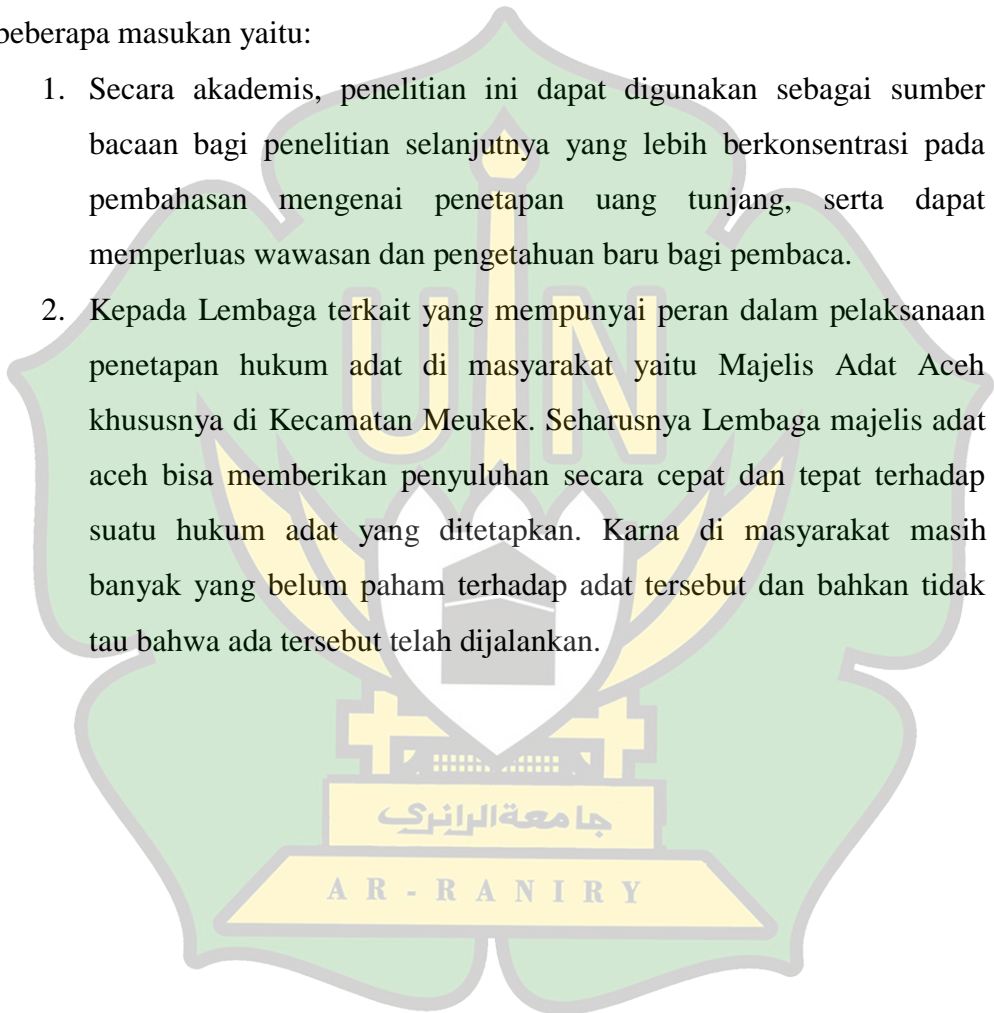 beberapa masukan yaitu:
1. Secara akademis, penelitian ini dapat digunakan sebagai sumber
bacaan bagi penelitian selanjutnya yang lebih berkonsentrasi pada
pembahasan mengenai penetapan uang tunjang, serta dapat
memperluas wawasan dan pengetahuan baru bagi pembaca.
2. Kepada Lembaga terkait yang mempunyai peran dalam pelaksanaan
penetapan hukum adat di masyarakat yaitu Majelis Adat Aceh
khususnya di Kecamatan Meukek. Seharusnya Lembaga majelis adat
aceh bisa memberikan penyuluhan secara cepat dan tepat terhadap
suatu hukum adat yang ditetapkan. Karna di masyarakat masih
banyak yang belum paham terhadap adat tersebut dan bahkan tidak
tau bahwa ada tersebut telah dijalankan.
UIN
جامعة الرانري
AR-RANIRY